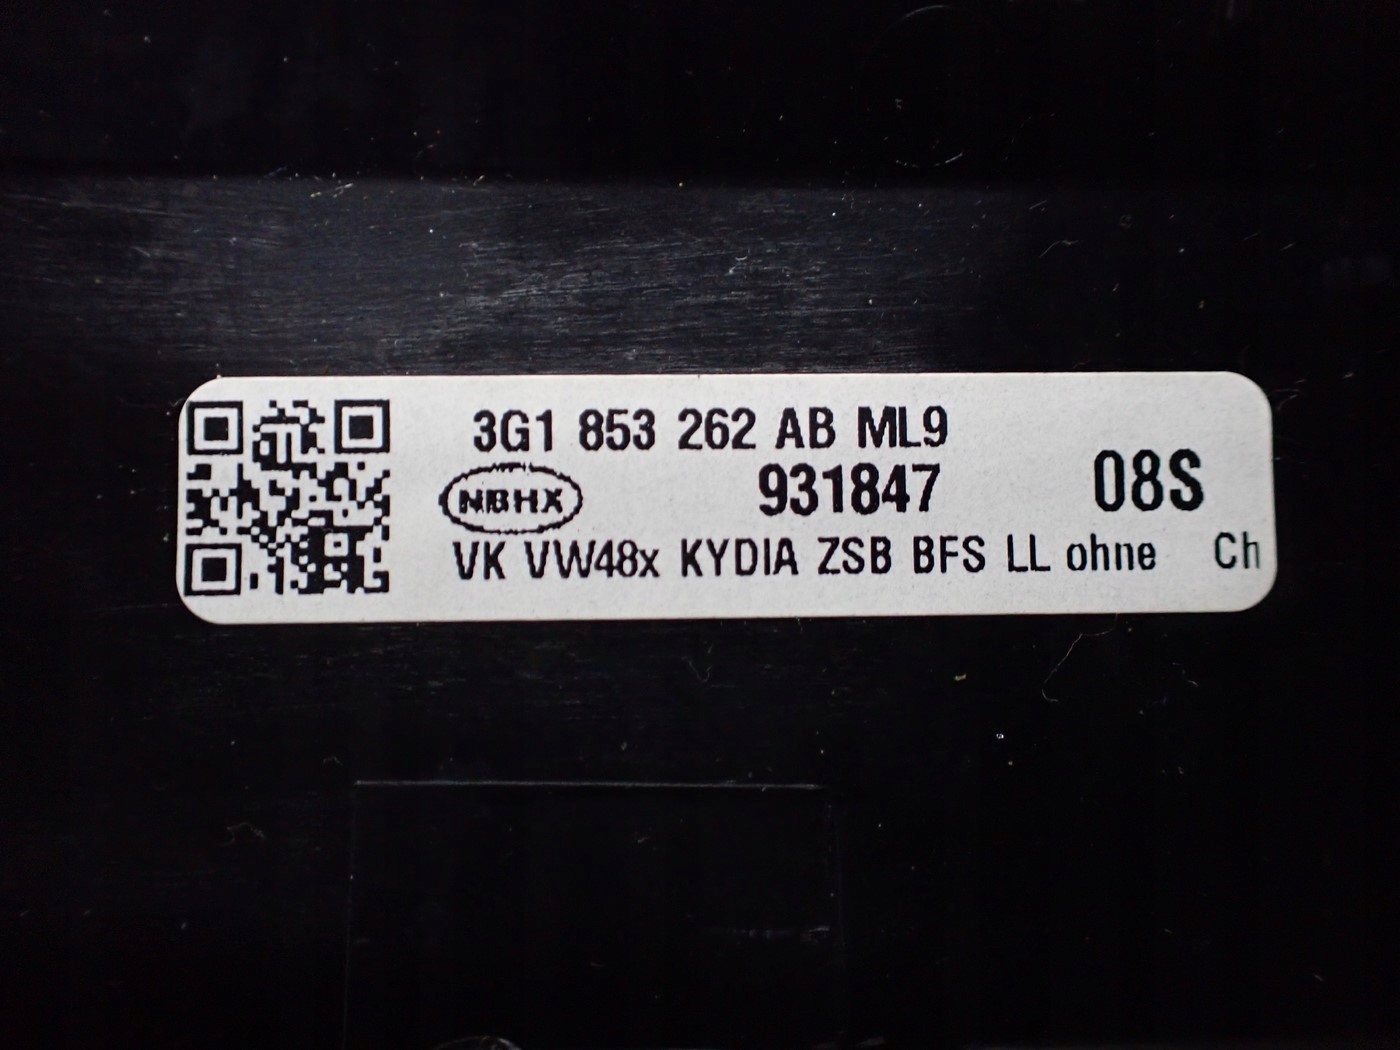 3G1 853 262 AB ML9
NBHX 931847 08S
VK VW48x KYDIA ZSB BFS LL ohne Ch